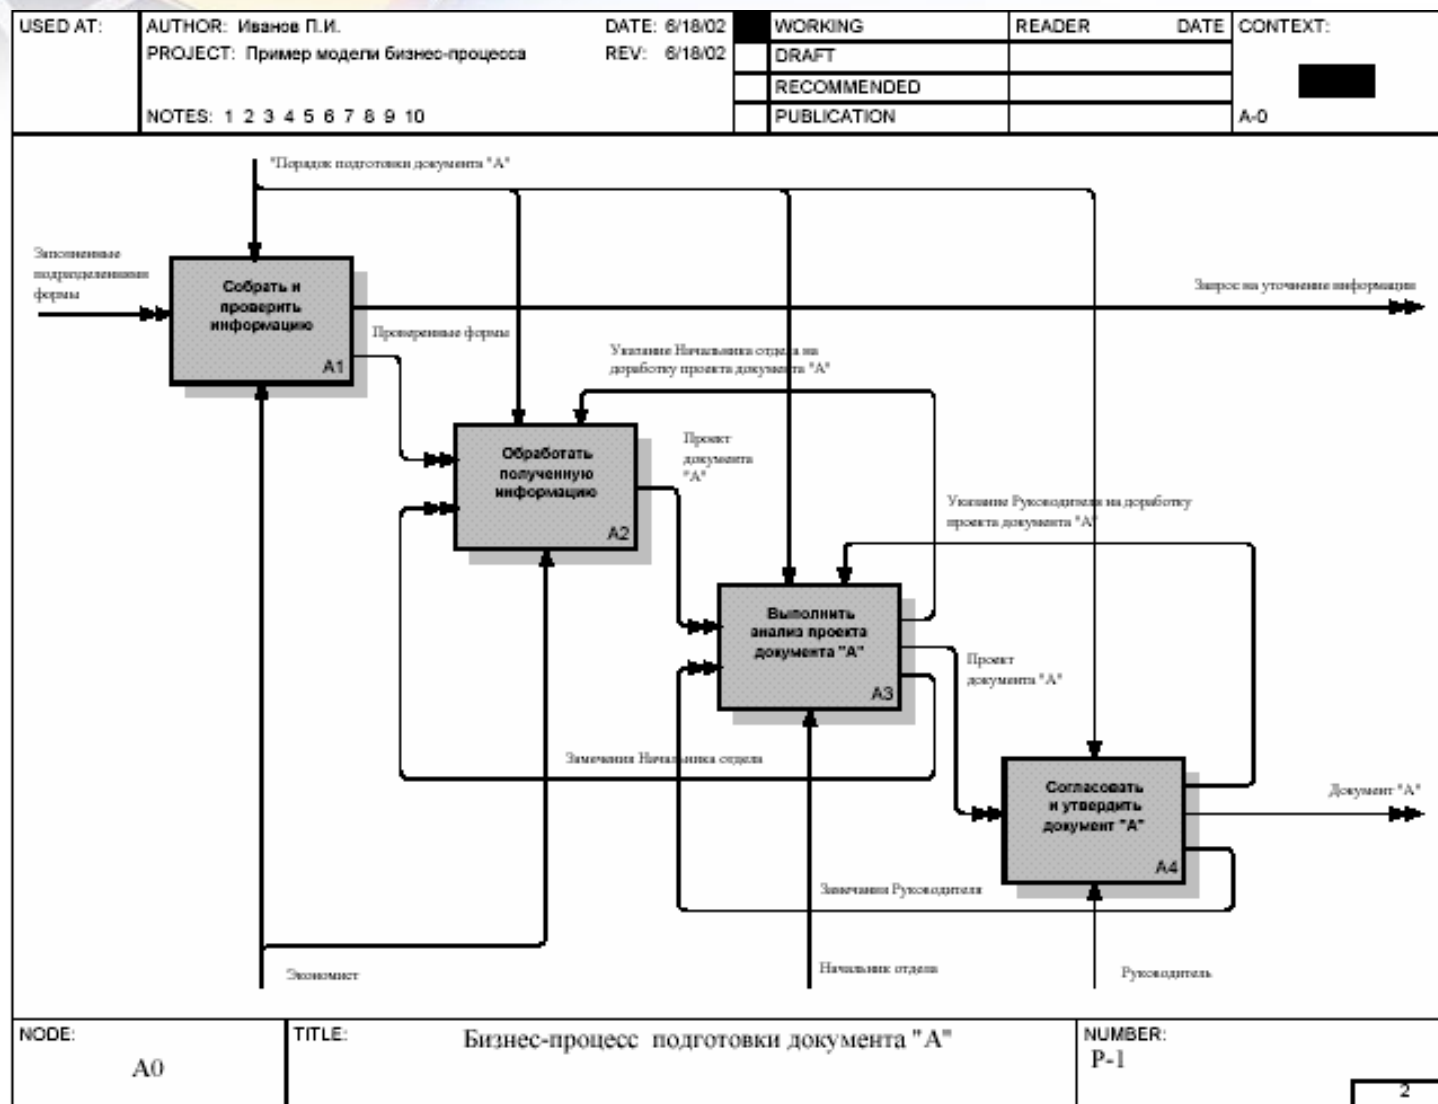 USED AT:
AUTHOR: Иванов П.И.
DATE: 6/18/02
WORKING
READER
DATE
CONTEXT:
PROJECT: Пример модели бизнес-процесса
REV: 6/18/02
DRAFT
RECOMMENDED
NOTES: 1 2 3 4 5 6 7 8 9 10
PUBLICATION
A-0
"Порядок подготовки документа "А"
Заполненные
подразделениями
формы
Собрать и
проверить
информацию
A1
Запрос на уточнение информации
Проверенные формы
Указание Начальника отдела на
доработку проекта документа "А"
Обработать
полученную
информацию
A2
Проект
документа
"А"
Указание Руководителя на доработку
проекта документа "А"
Выполнить
анализ проекта
документа "А"
A3
Проект
документа "А"
Замечения Начальника отдела
Согласовать
и утвердить
документ "А"
A4
Документ "А"
Замечания Руководителя
Экономист
Начальник отдела
Руководитель
NODE:
A0
TITLE:
Бизнес-процесс подготовки документа "А"
NUMBER:
P-1
2